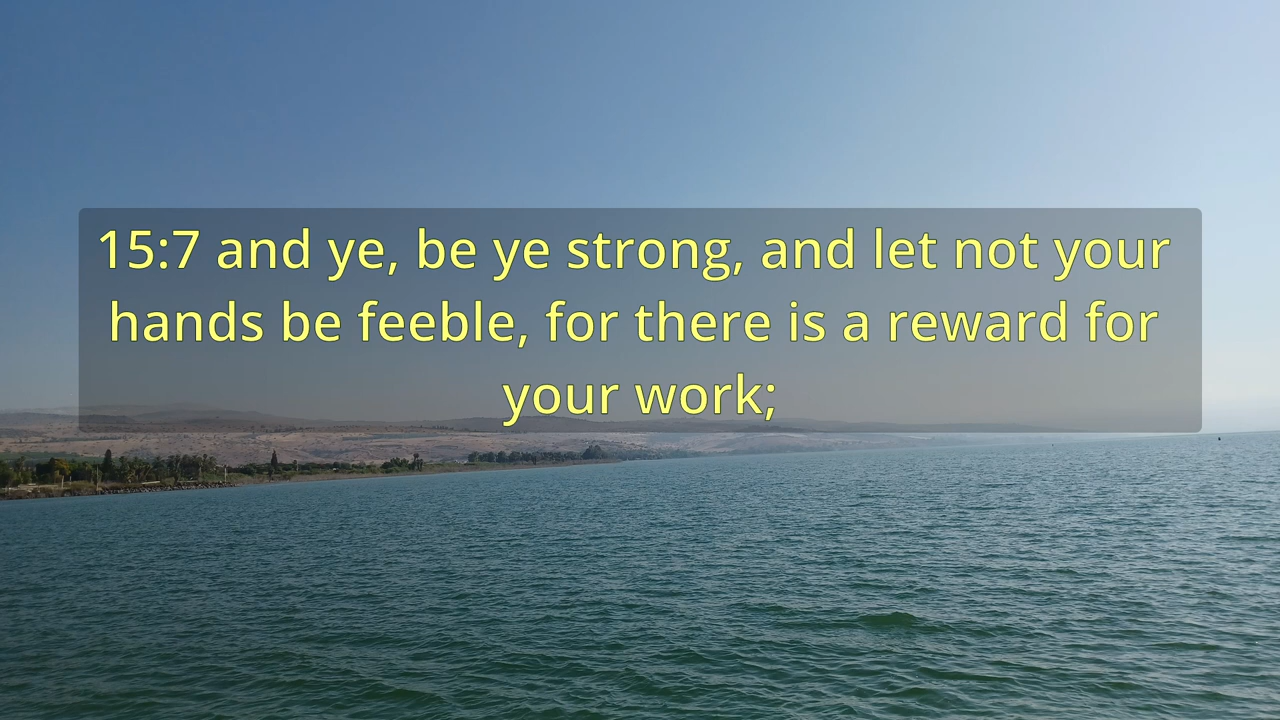 15:7 and ye, be ye strong, and let not your
hands be feeble, for there is a reward for
your work;